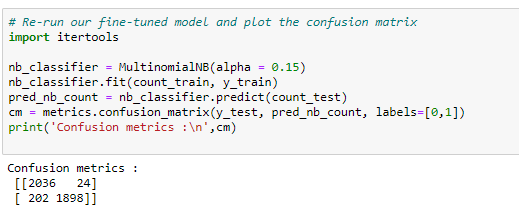 # Re-run our fine-tuned model and plot the confusion matrix
import itertools
nb_classifier = MultinomialNB(alpha = 0.15)
nb_classifier.fit(count_train, y_train)
pred_nb_count = nb_classifier.predict(count_test)
cm = metrics.confusion_matrix(y_test, pred_nb_count, labels=[0,1])
print('Confusion metrics :\n',cm)
Confusion metrics :
[[2036   24]
[ 202 1898]]